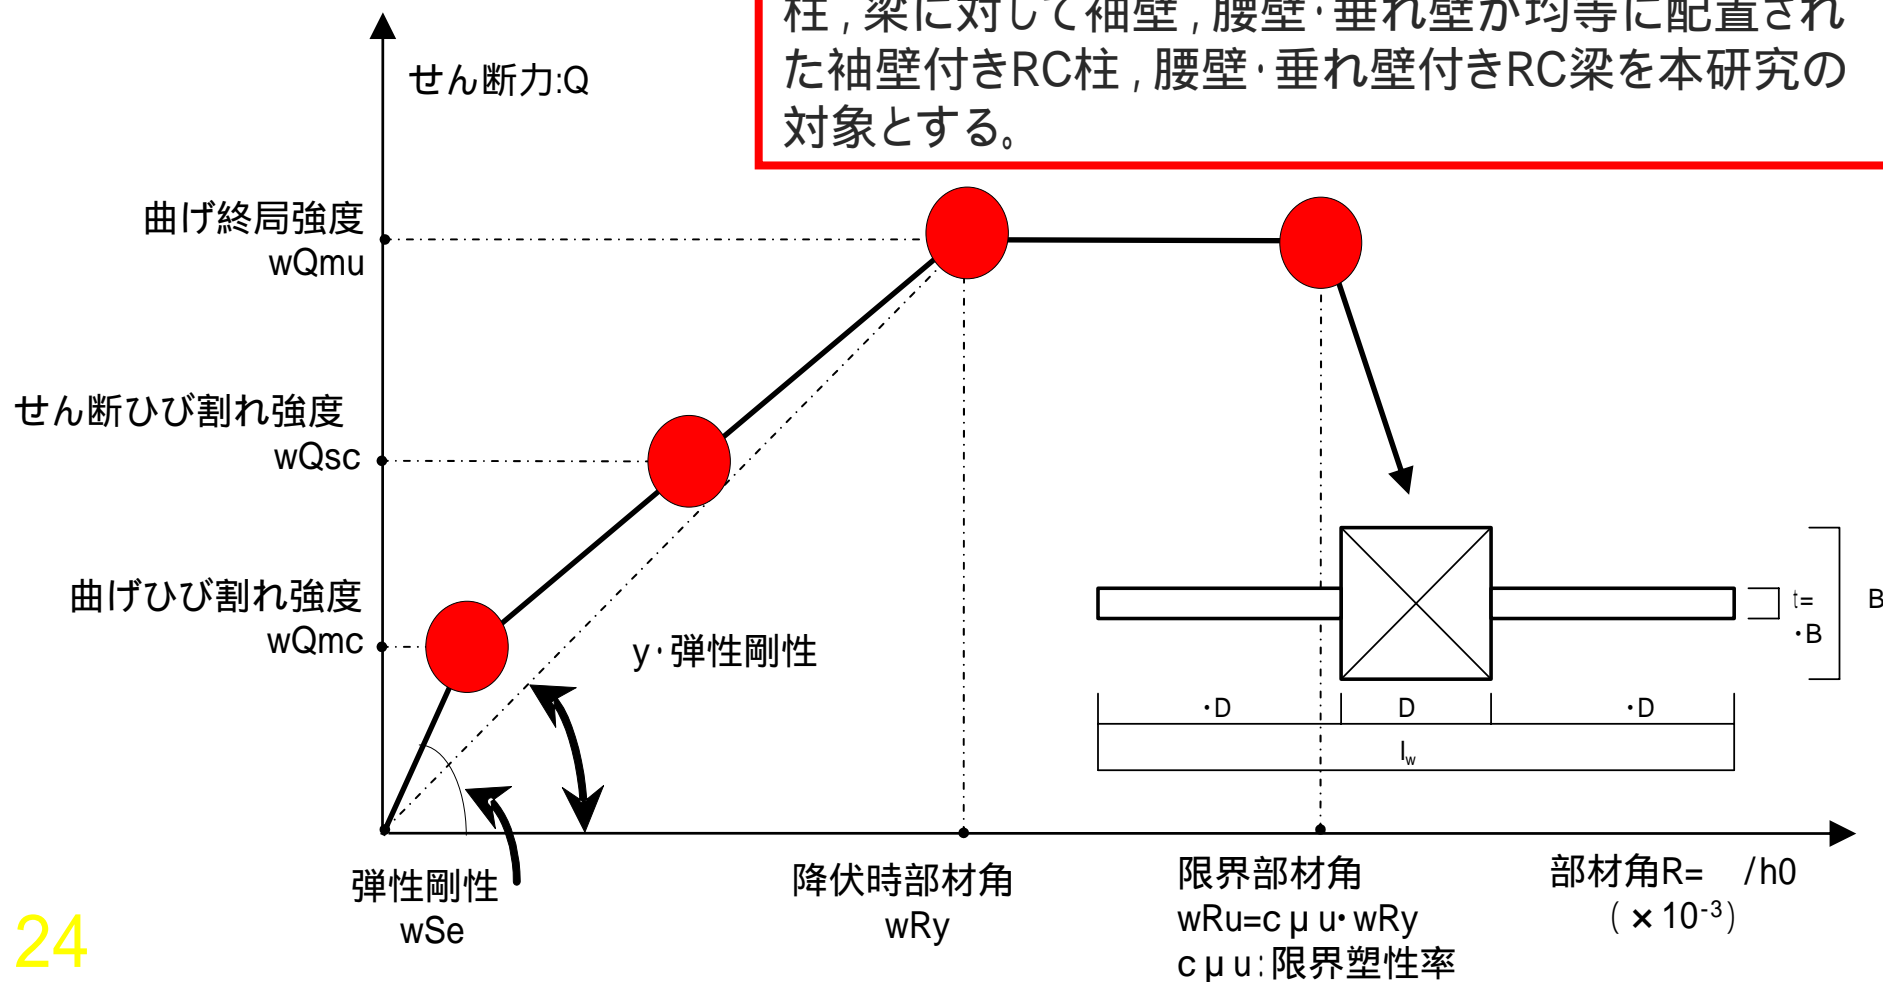 柱,梁に対して袖壁,腰壁・垂れ壁が均等に配置され
た袖壁付きRC柱,腰壁・垂れ壁付きRC梁を本研究の
対象とする。
せん断力:Q
曲げ終局強度
wQmu
せん断ひび割れ強度
wQsc
曲げひび割れ強度
wQmc
y・弾性剛性
t=
・B
B
・D
D
・D
lw
弾性剛性
wSe
降伏時部材角
wRy
限界部材角
wRu=cμu・wRy
cμu:限界塑性率
部材角R= /h0
(×10-3)
24